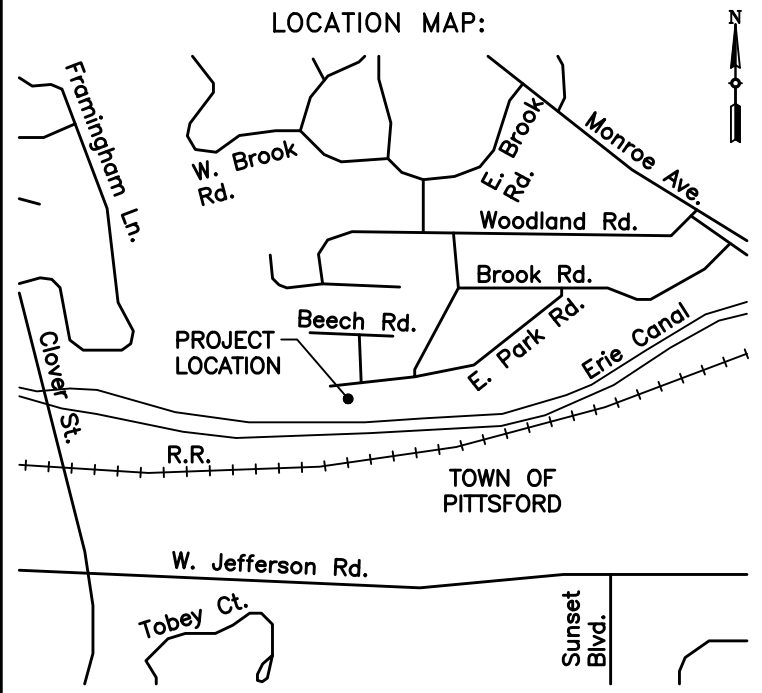 LOCATION MAP:
N
Framingham Ln.
W. Brook
Rd.
E. Brook
Rd.
Monroe Ave.
Woodland Rd.
Brook Rd.
Beech Rd.
E. Park Rd.
Erie Canal
PROJECT
LOCATION
Clover St.
R.R.
TOWN OF
PITTSFORD
W. Jefferson Rd.
Tobey Ct.
Sunset
Blvd.